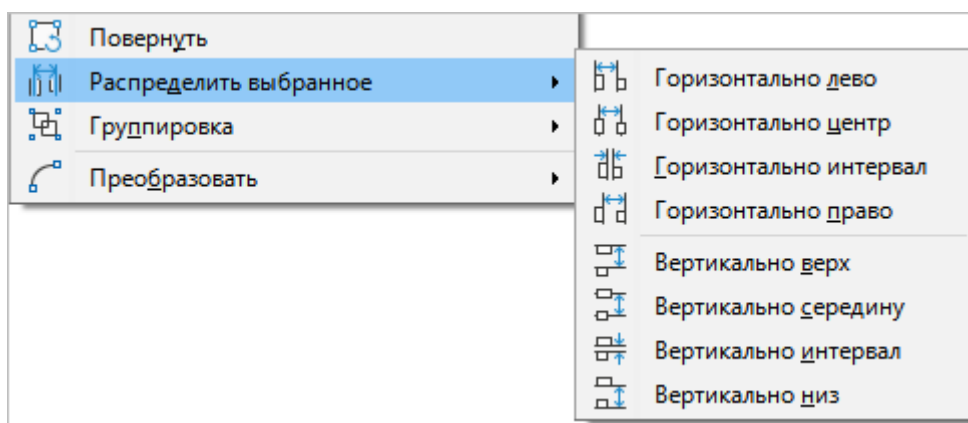 Повернуть
Распределить выбранное
Группировка
Преобразовать
Горизонтально лево
Горизонтально центр
Горизонтально интервал
Горизонтально право
Вертикально верх
Вертикально середину
Вертикально интервал
Вертикально низ